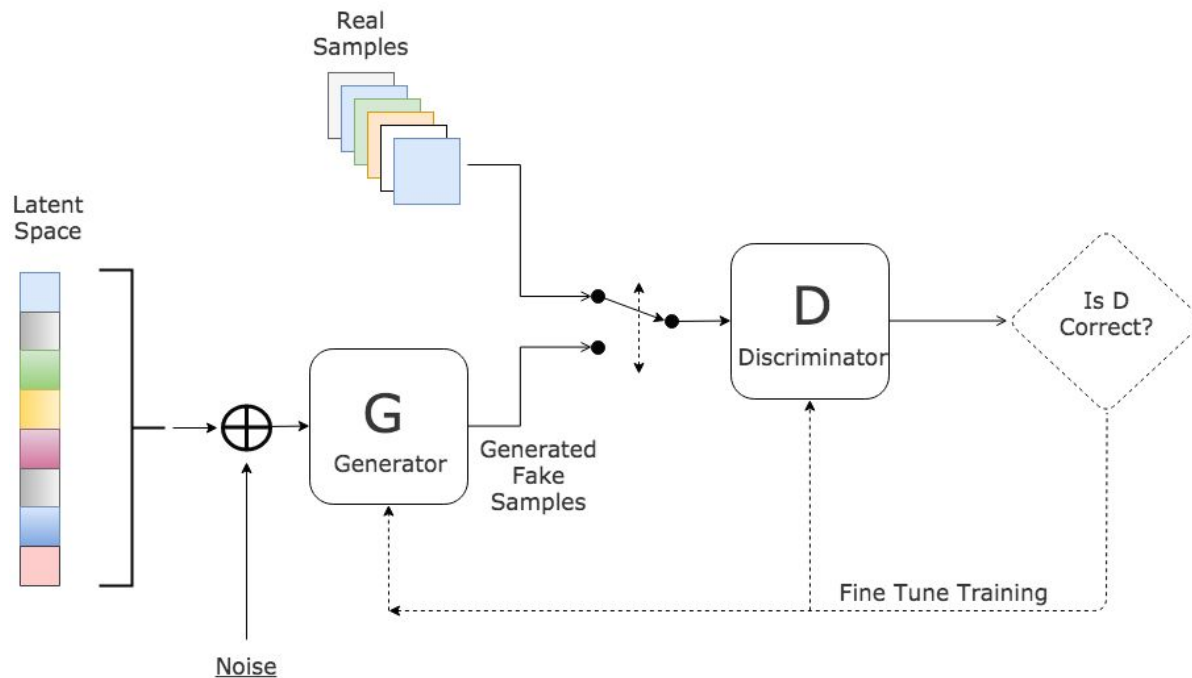 Real
Samples
Latent
Space
G
Generator
Generated
Fake
Samples
D
Discriminator
Is D
Correct?
Fine Tune Training
Noise